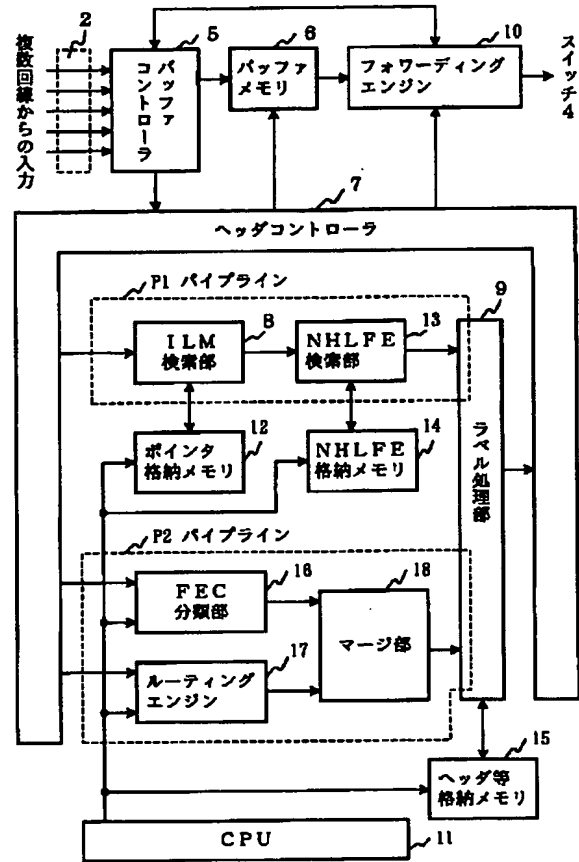 2
5
6
10
複数回線からの入力
バッファ
コントローラ
バッファ
メモリ
フォワーディング
エンジン
スイッチ4
7
ヘッダコントローラ
P1 パイプライン
8
13
9
ILM
検索部
NHLFE
検索部
12
14
ポインタ
格納メモリ
NHLFE
格納メモリ
ラベル処理部
P2 パイプライン
16
18
FEC
分類部
マージ部
17
ルーティング
エンジン
15
ヘッダ等
格納メモリ
CPU
11